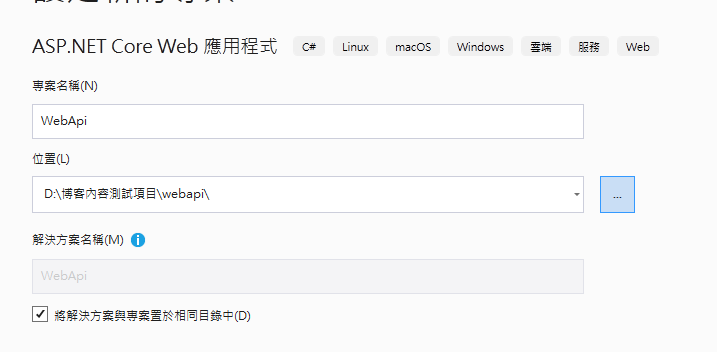 ASP.NET Core Web 應用程式 C# Linux macOS Windows 雲端 服務 Web
專案名稱(N)
WebApi
位置(L)
D:\博客內容測試項目\webapi\ ...
解決方案名稱(M)
WebApi
將解決方案與專案置於相同目錄中(D)